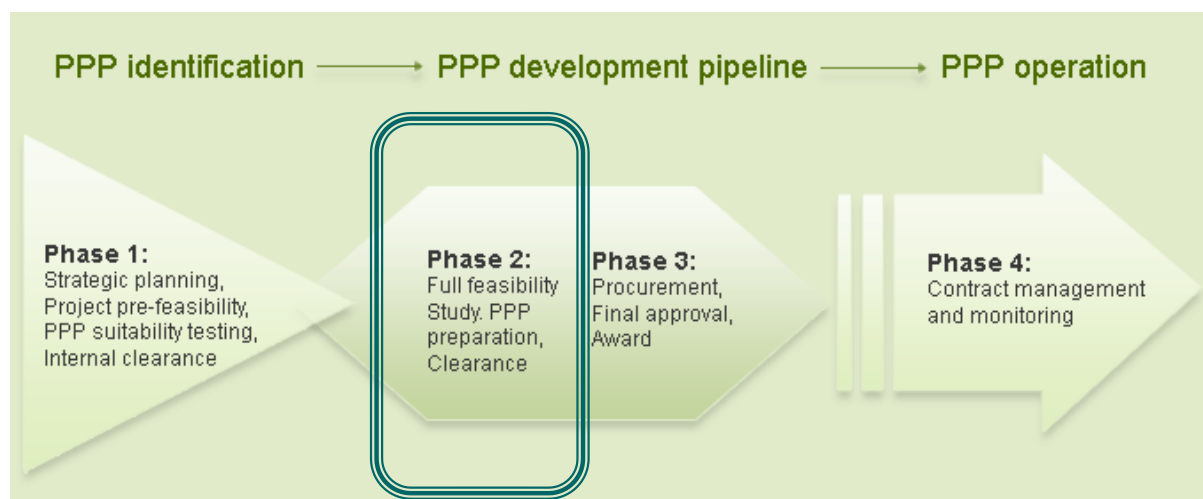 PPP identification
PPP development pipeline
PPP operation
Phase 1:
Strategic planning,
Project pre-feasibility,
PPP suitability testing,
Internal clearance
Phase 2:
Full feasibility
Study. PPP
preparation,
Clearance
Phase 3:
Procurement,
Final approval,
Award
Phase 4:
Contract management
and monitoring